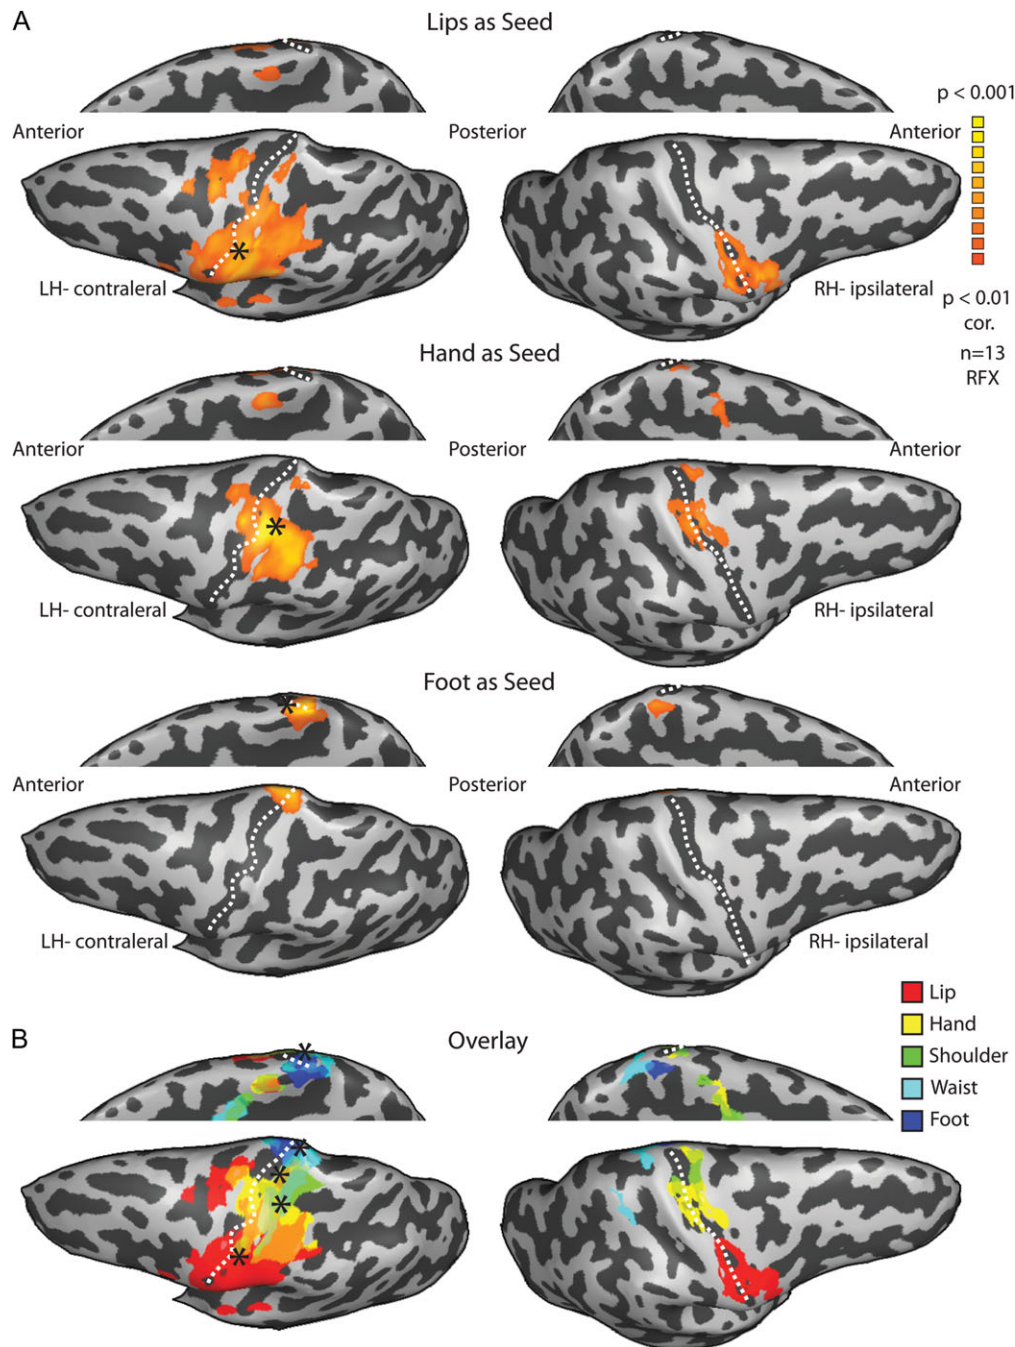 A
Lips as Seed
p < 0.001
Anterior
Posterior
Anterior
LH- contraleral
RH- ipsilateral
p < 0.01
cor.
n=13
RFX
Hand as Seed
Anterior
Posterior
Anterior
LH- contraleral
RH- ipsilateral
Foot as Seed
Anterior
Posterior
Anterior
LH- contraleral
RH- ipsilateral
Lip
Hand
Shoulder
Waist
Foot
B
Overlay